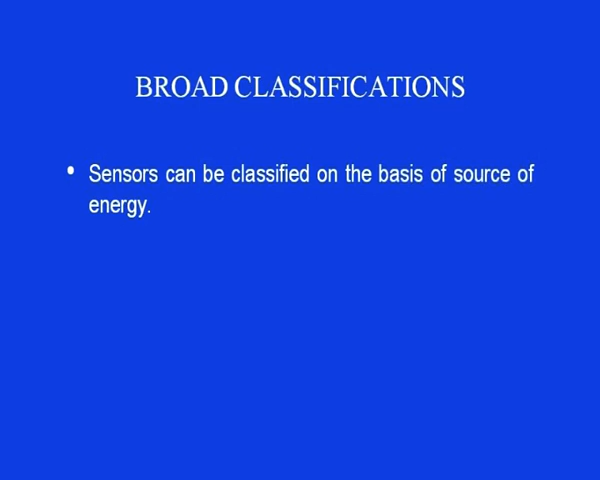 BROAD CLASSIFICATIONS
• Sensors can be classified on the basis of source of
energy.